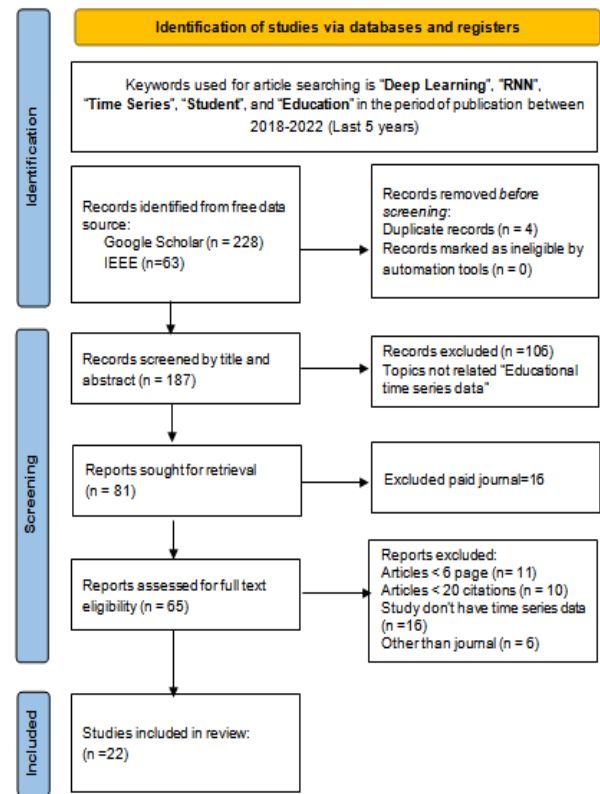 Identification of studies via databases and registers
Identification
Keywords used for article searching is "Deep Learning", "RNN",
"Time Series", "Student", and "Education" in the period of publication between
2018-2022 (Last 5 years)
Records identified from free data
source:
Google Scholar (n = 228)
IEEE (n=63)
Records removed before
screening:
Duplicate records (n = 4)
Records marked as ineligible by
automation tools (n = 0)
Screening
Records screened by title and
abstract (n = 187)
Records excluded (n =106)
Topics not related "Educational
time series data"
Reports sought for retrieval
(n = 81)
Excluded paid journal=16
Reports assessed for full text
eligibility (n = 65)
Reports excluded:
Articles < 6 page (n= 11)
Articles < 20 citations (n = 10)
Study don't have time series data
(n =16)
Other than journal (n = 6)
Included
Studies included in review:
(n =22)